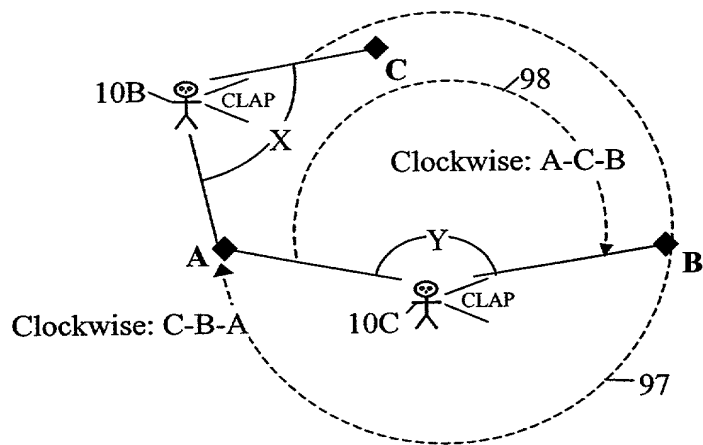 10B
CLAP
C
X
98
Clockwise: A-C-B
A
Y
B
CLAP
10C
Clockwise: C-B-A
97